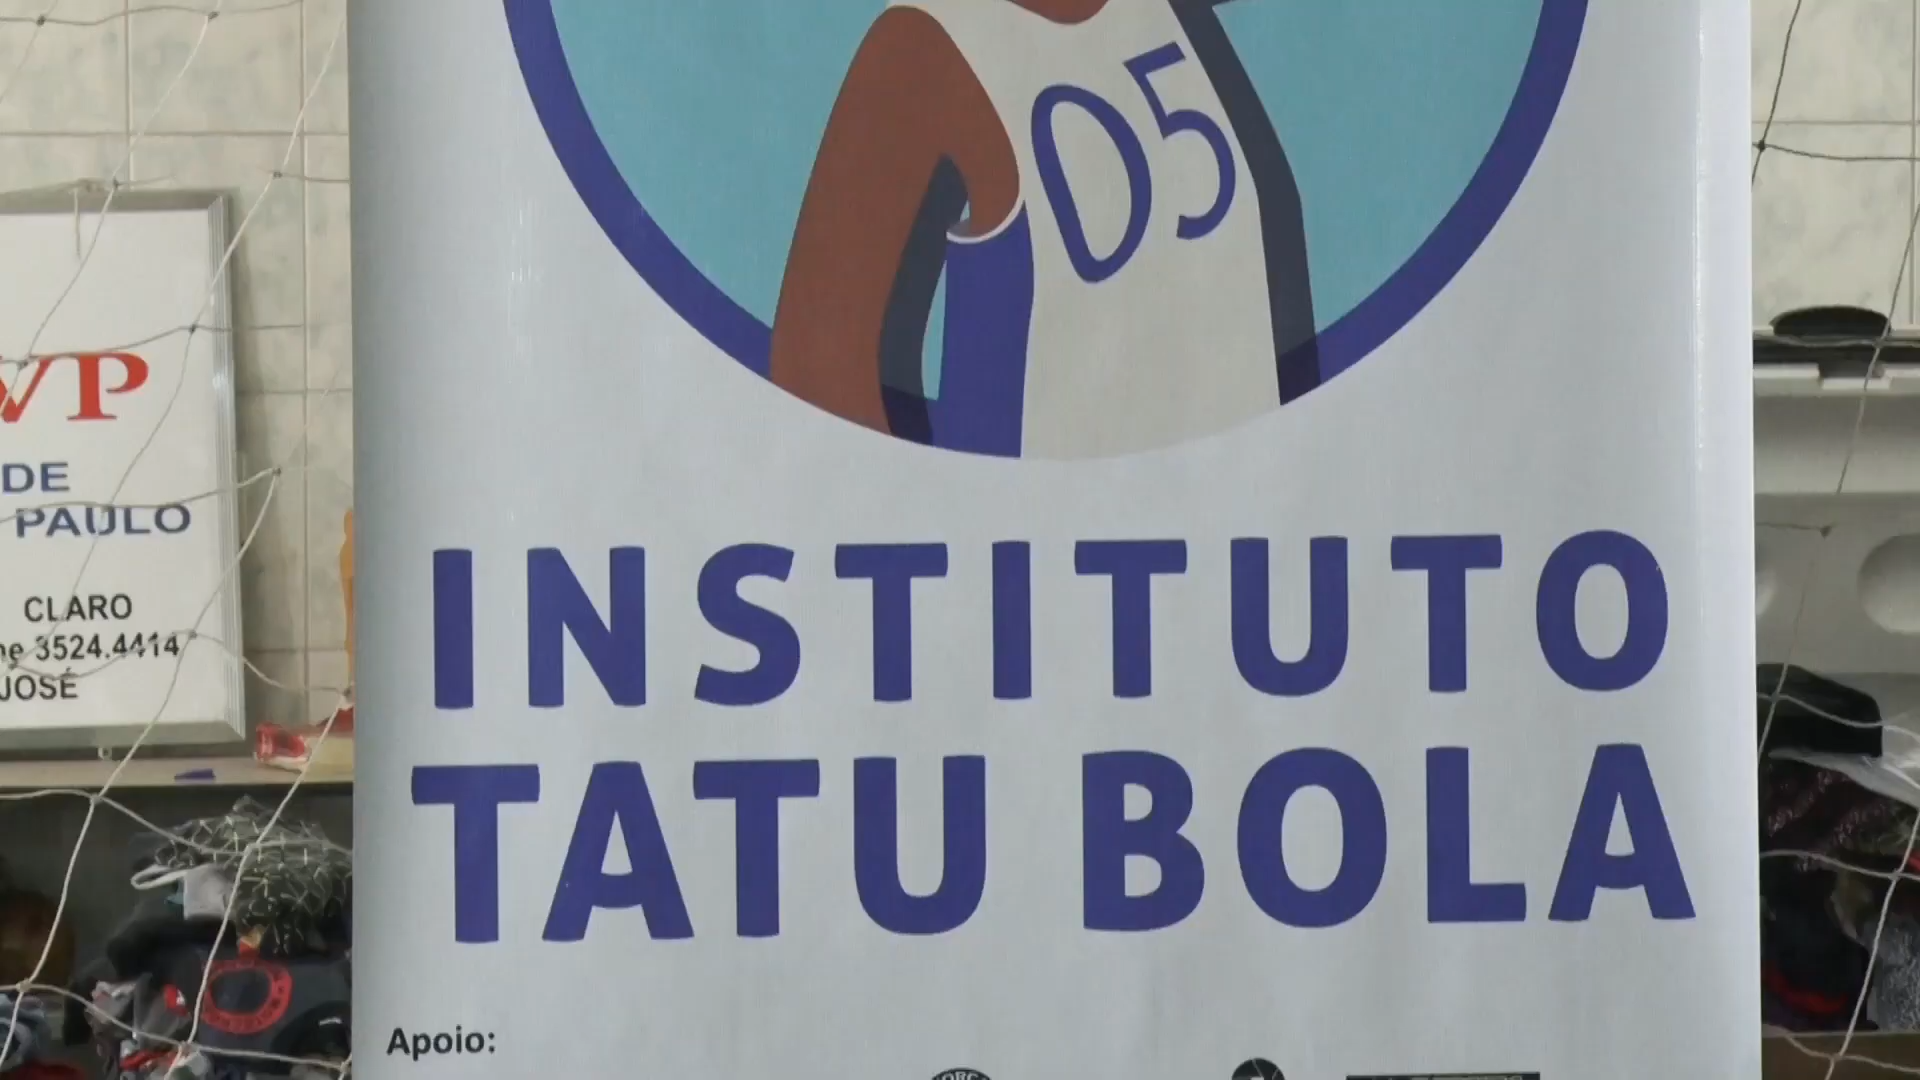 05
INSTITUTO
TATU BOLA
Apoio:
VP
DE
PAULO
CLARO
3524.4414
JOSÉ